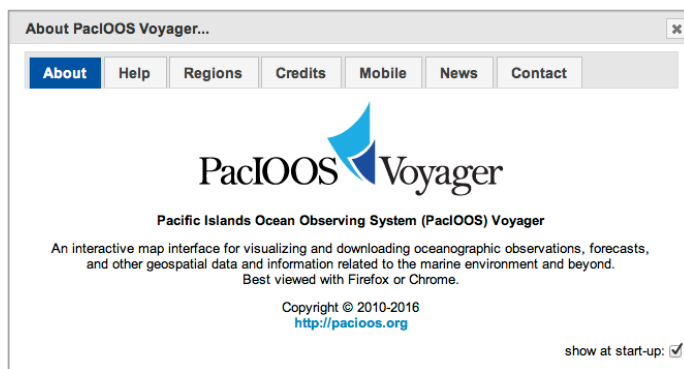 About PacIOOS Voyager...
About Help Regions Credits Mobile News Contact
PacIOOS Voyager
Pacific Islands Ocean Observing System (PacIOOS) Voyager
An interactive map interface for visualizing and downloading oceanographic observations, forecasts,
and other geospatial data and information related to the marine environment and beyond.
Best viewed with Firefox or Chrome.
Copyright © 2010-2016
http://pacioos.org
show at start-up: